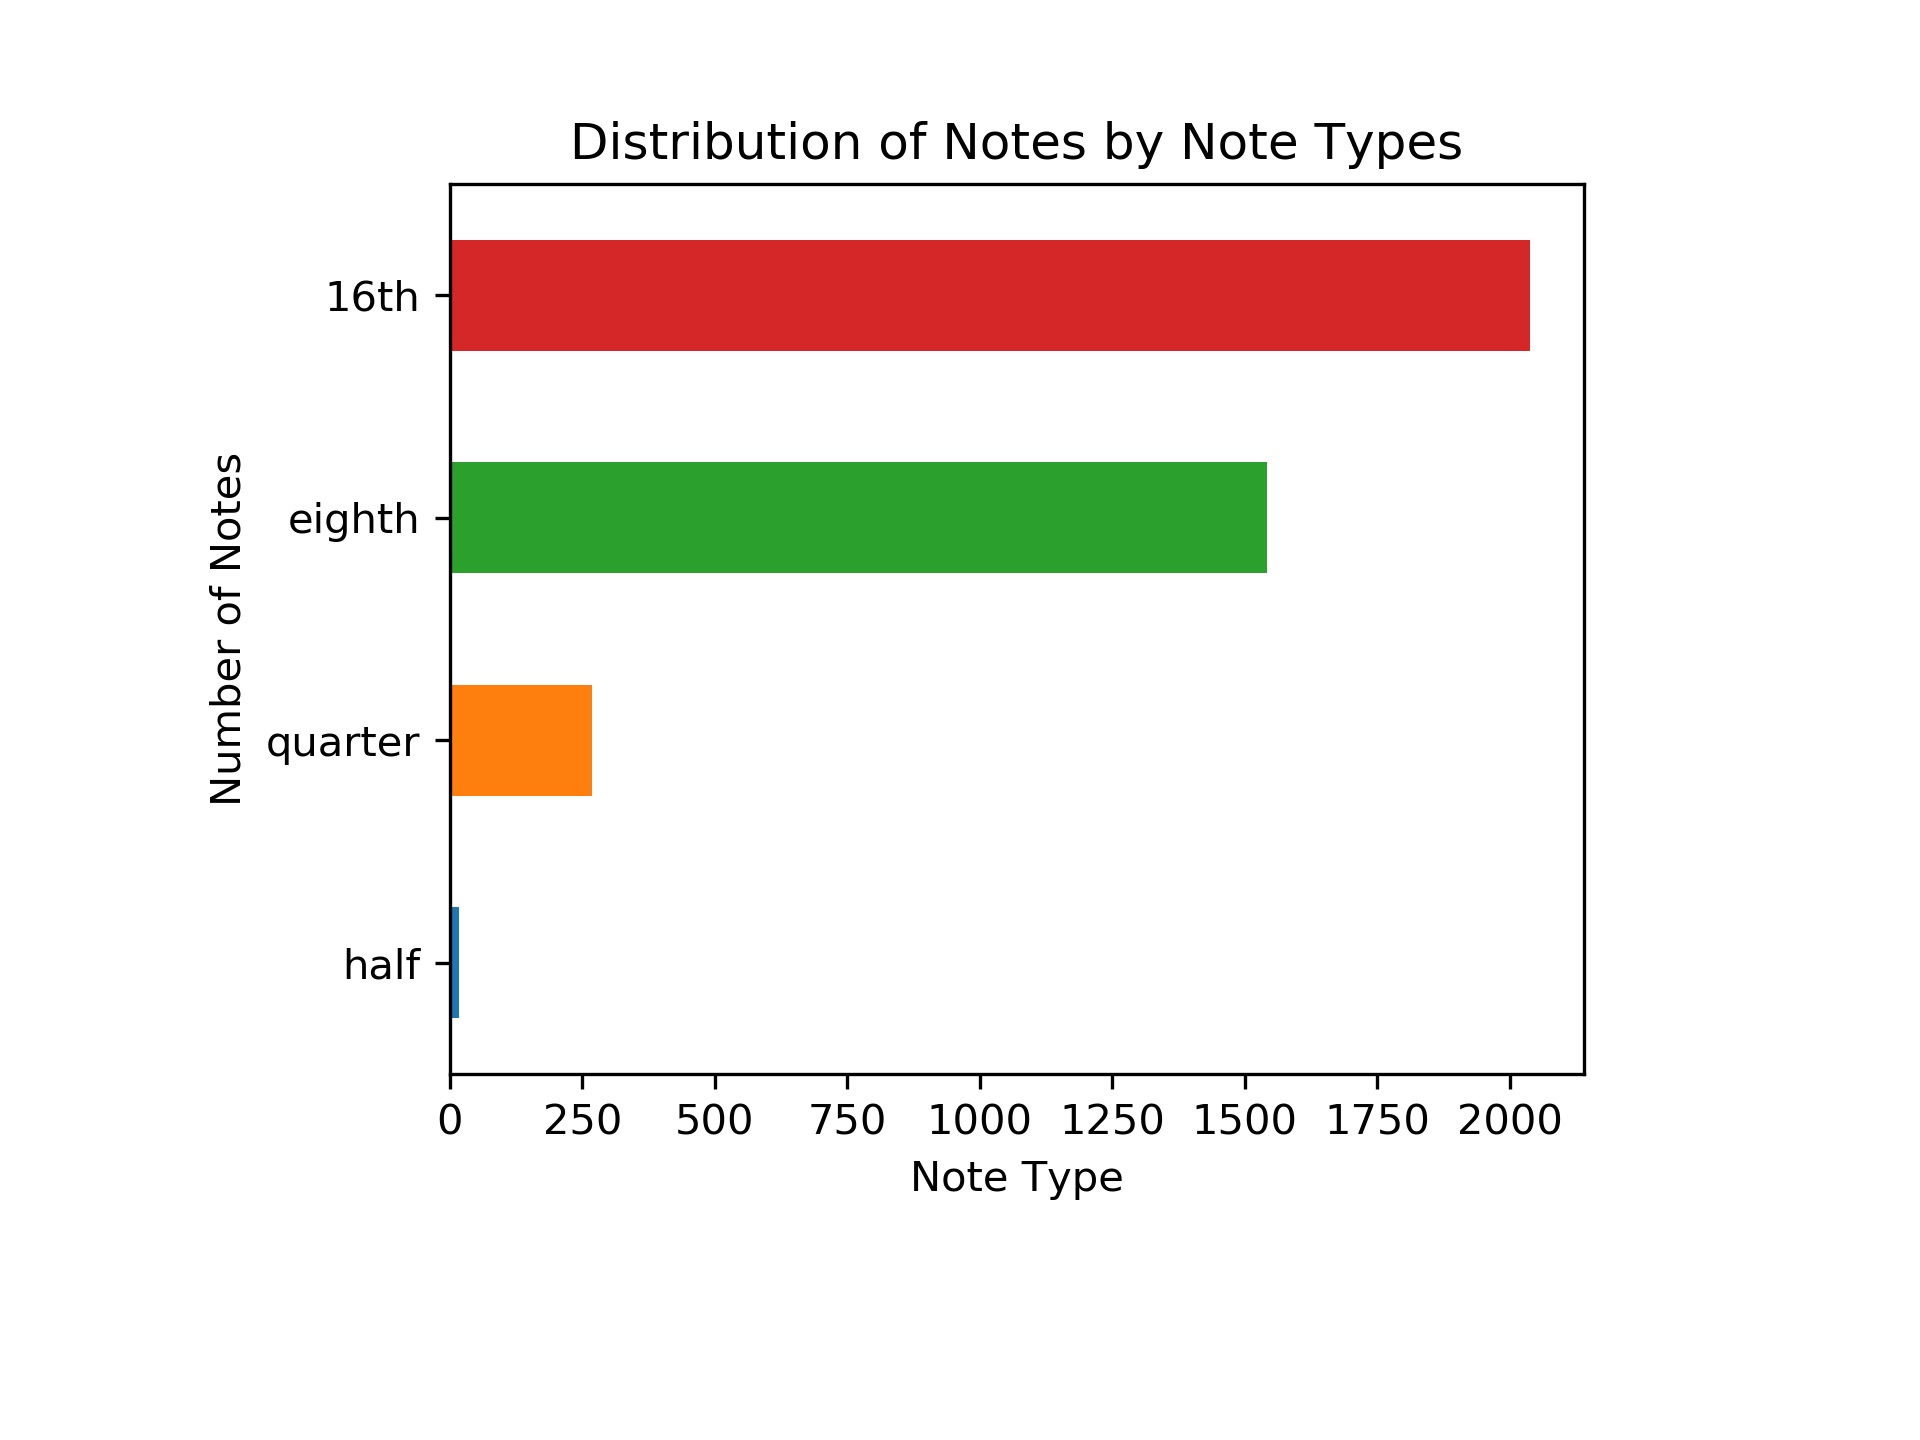 Distribution of Notes by Note Types
Number of Notes
16th
eighth
quarter
half
0 250 500 750 1000 1250 1500 1750 2000
Note Type